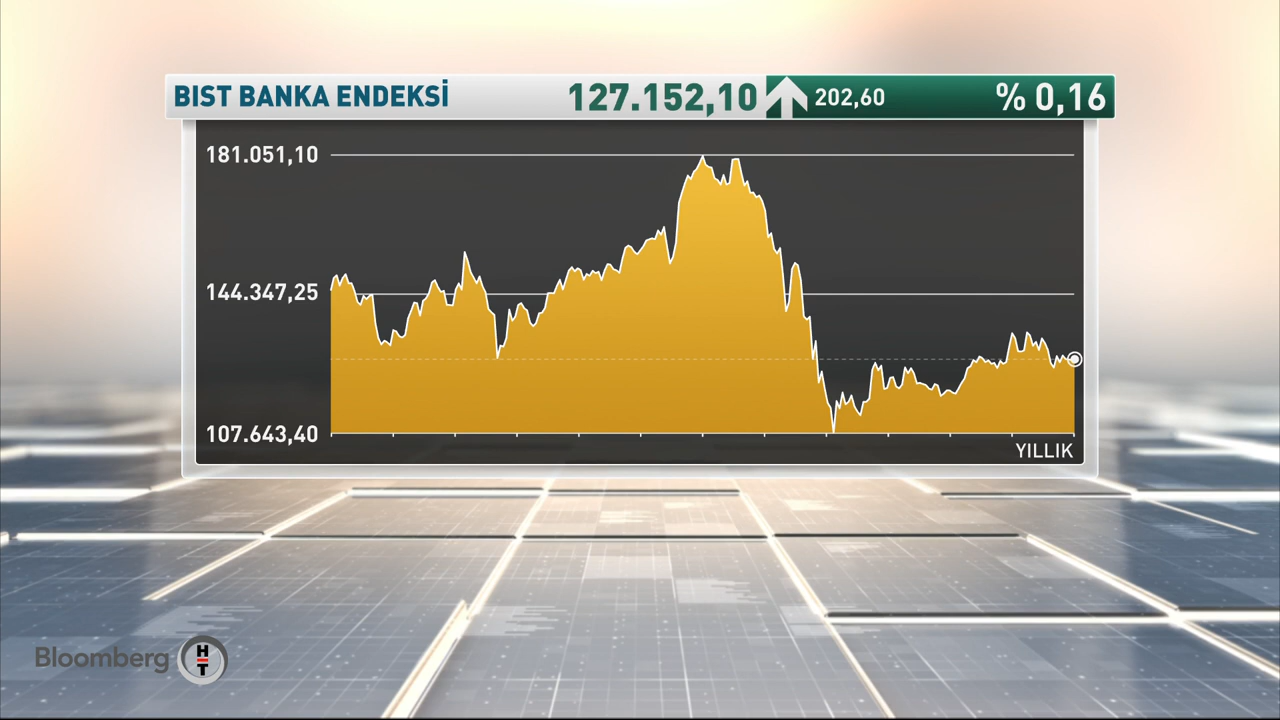 BIST BANKA ENDEKSİ 127.152,10 202,60 % 0,16
181.051,10
144.347,25
107.643,40
YILLIK
Bloomberg HT